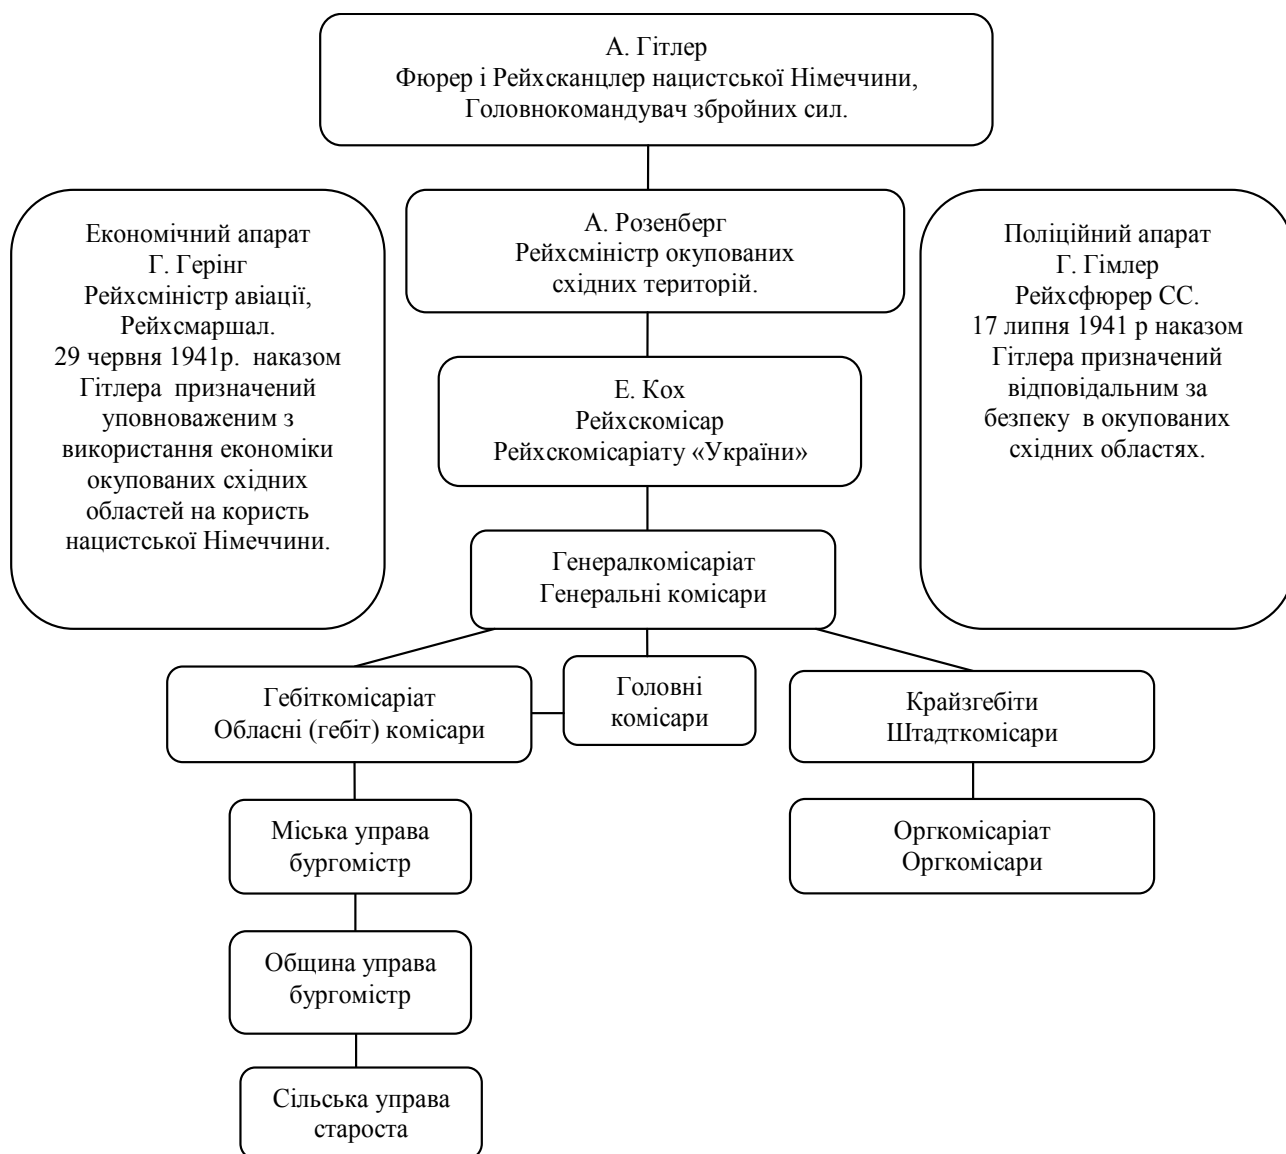 А. Гітлер
Фюрер і Рейхсканцлер нацистської Німеччини,
Головнокомандувач збройних сил.
Економічний апарат
Г. Герінг
Рейхсміністр авіації,
Рейхсмаршал.
29 червня 1941р. наказом
Гітлера призначений
уповноваженим з
використання економіки
окупованих східних
областей на користь
нацистської Німеччини.
А. Розенберг
Рейхсміністр окупованих
східних територій.
Поліційний апарат
Г. Гімлер
Рейхсфюрер СС.
17 липня 1941 р наказом
Гітлера призначений
відповідальним за
безпеку в окупованих
східних областях.
Е. Кох
Рейхскомісар
Рейхскомісаріату «України»
Генералкомісаріат
Генеральні комісари
Гебіткомісаріат
Обласні (гебіт) комісари
Головні
комісари
Крайзгебіти
Штадткомісари
Міська управа
бургомістр
Оргкомісаріат
Оргкомісари
Община управа
бургомістр
Сільська управа
староста